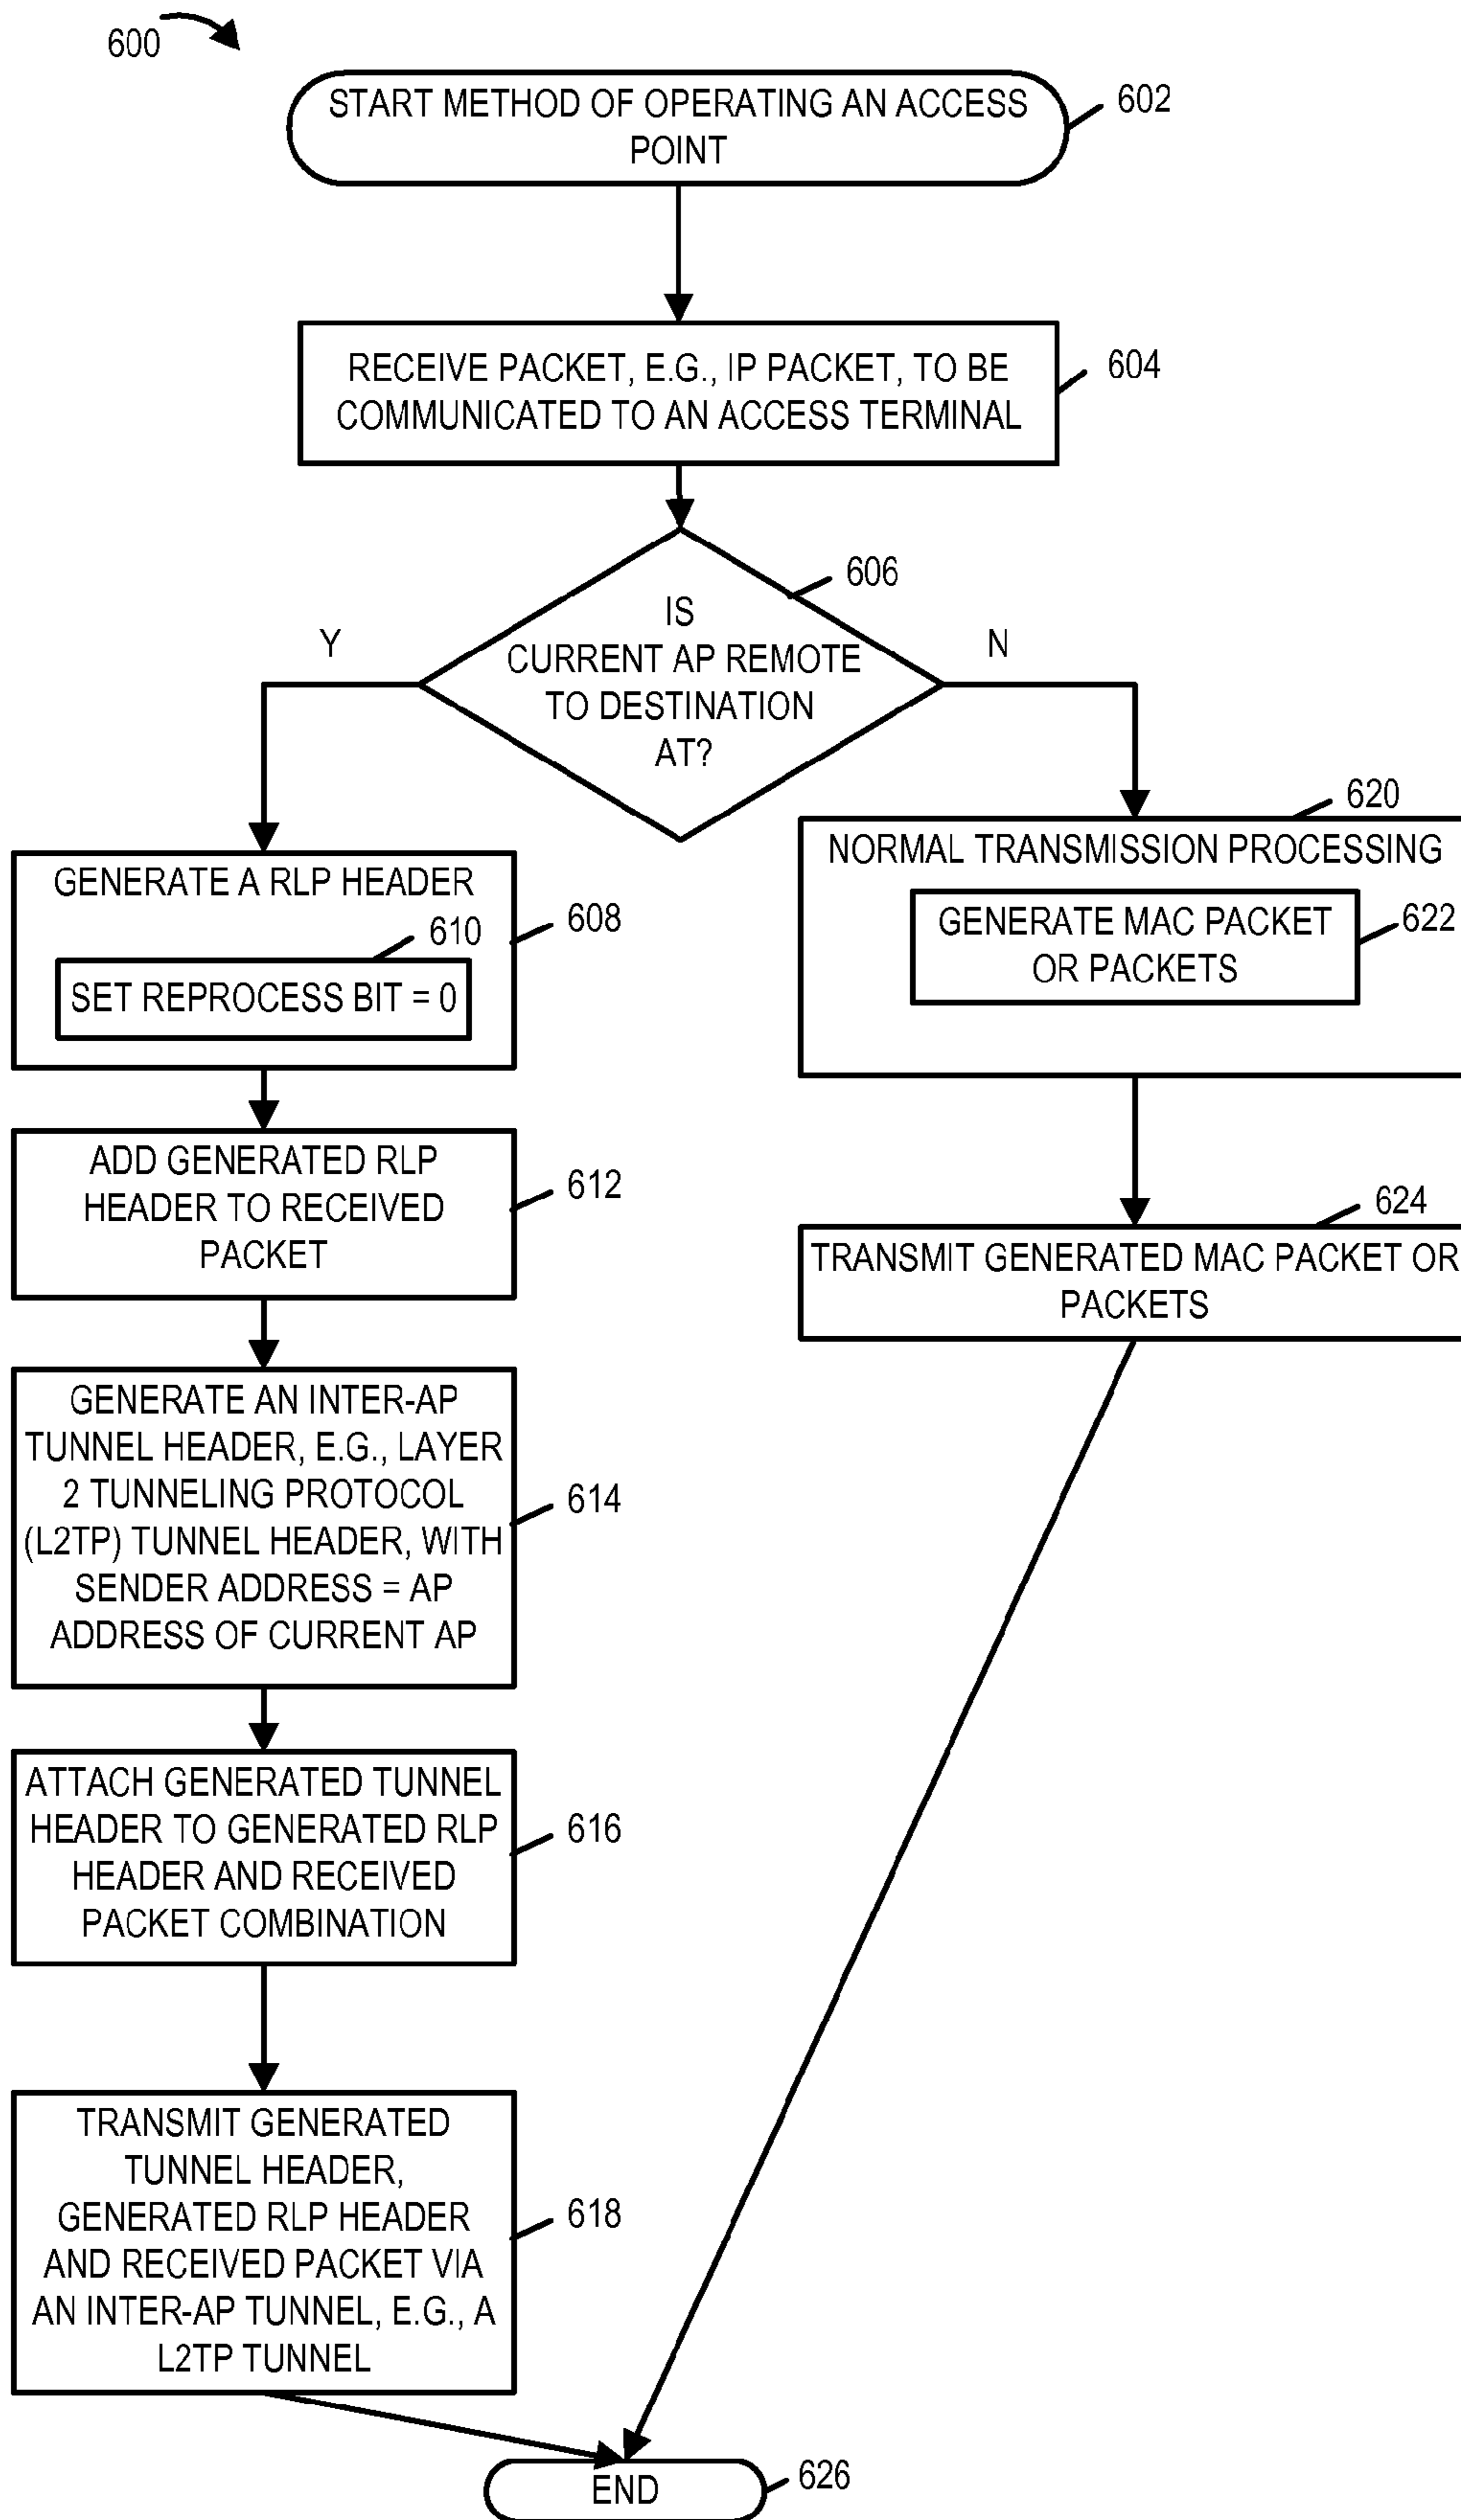 600
START METHOD OF OPERATING AN ACCESS
POINT
602
RECEIVE PACKET, E.G., IP PACKET, TO BE
COMMUNICATED TO AN ACCESS TERMINAL
604
606
IS
CURRENT AP REMOTE
TO DESTINATION
AT?
Y
N
GENERATE A RLP HEADER
608
610
SET REPROCESS BIT = 0
ADD GENERATED RLP
HEADER TO RECEIVED
PACKET
612
GENERATE AN INTER-AP
TUNNEL HEADER, E.G., LAYER
2 TUNNELING PROTOCOL
(L2TP) TUNNEL HEADER, WITH
SENDER ADDRESS = AP
ADDRESS OF CURRENT AP
614
ATTACH GENERATED TUNNEL
HEADER TO GENERATED RLP
HEADER AND RECEIVED
PACKET COMBINATION
616
TRANSMIT GENERATED
TUNNEL HEADER,
GENERATED RLP HEADER
AND RECEIVED PACKET VIA
AN INTER-AP TUNNEL, E.G., A
L2TP TUNNEL
618
620
NORMAL TRANSMISSION PROCESSING
GENERATE MAC PACKET
OR PACKETS
622
624
TRANSMIT GENERATED MAC PACKET OR
PACKETS
END
626